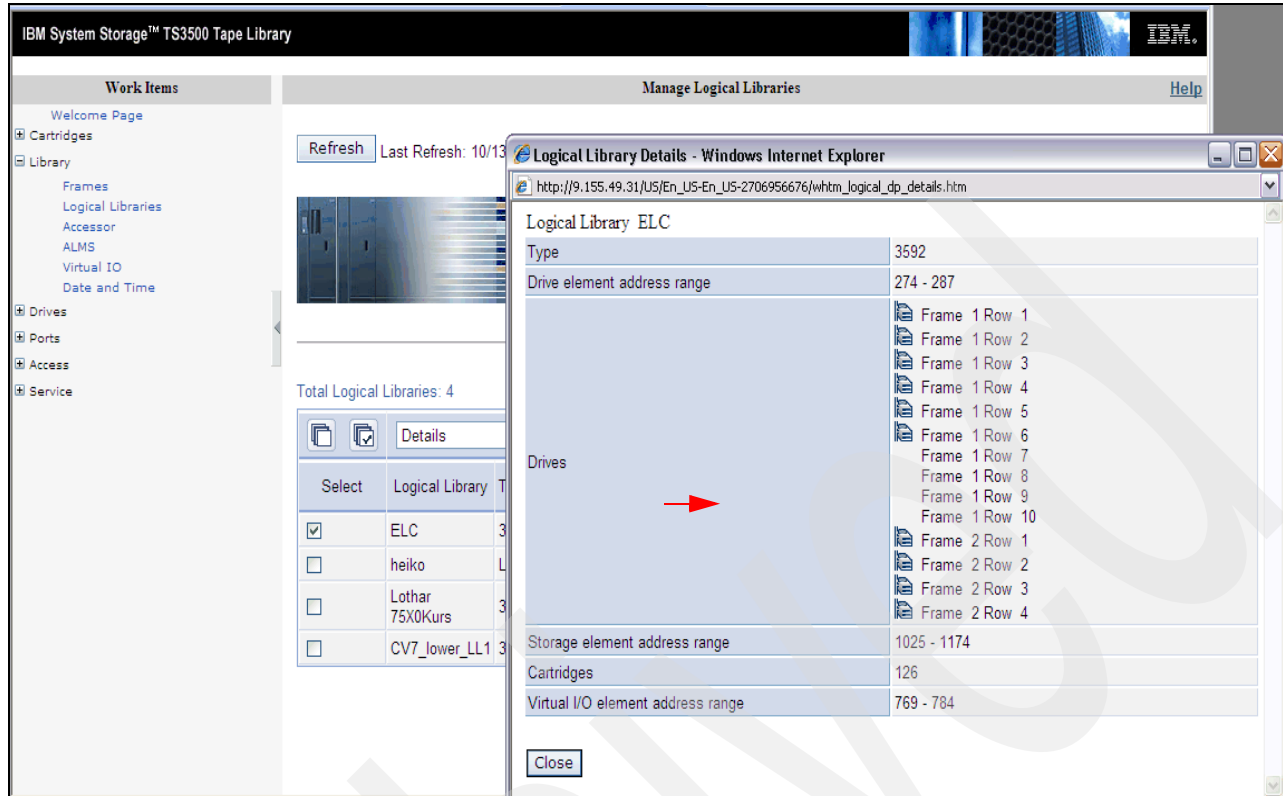 IBM System Storage™ TS3500 Tape Library
IBM.
Work Items
Welcome Page
Cartridges
Library
Frames
Logical Libraries
Accessor
ALMS
Virtual IO
Date and Time
Drives
Ports
Access
Service
Manage Logical Libraries
Help
Refresh
Last Refresh: 10/13
Total Logical Libraries: 4
Details
Select Logical Library T
ELC 3
heiko L
Lothar
75X0Kurs 3
CV7_lower_LL1 3
Logical Library Details - Windows Internet Explorer
http://9.155.49.31/US/En_US-En_US-2706956676/whtm_logical_dp_details.htm
Logical Library ELC
Type 3592
Drive element address range 274 - 287
Drives
Frame 1 Row 1
Frame 1 Row 2
Frame 1 Row 3
Frame 1 Row 4
Frame 1 Row 5
Frame 1 Row 6
Frame 1 Row 7
Frame 1 Row 8
Frame 1 Row 9
Frame 1 Row 10
Frame 2 Row 1
Frame 2 Row 2
Frame 2 Row 3
Frame 2 Row 4
Storage element address range 1025 - 1174
Cartridges 126
Virtual I/O element address range 769 - 784
Close